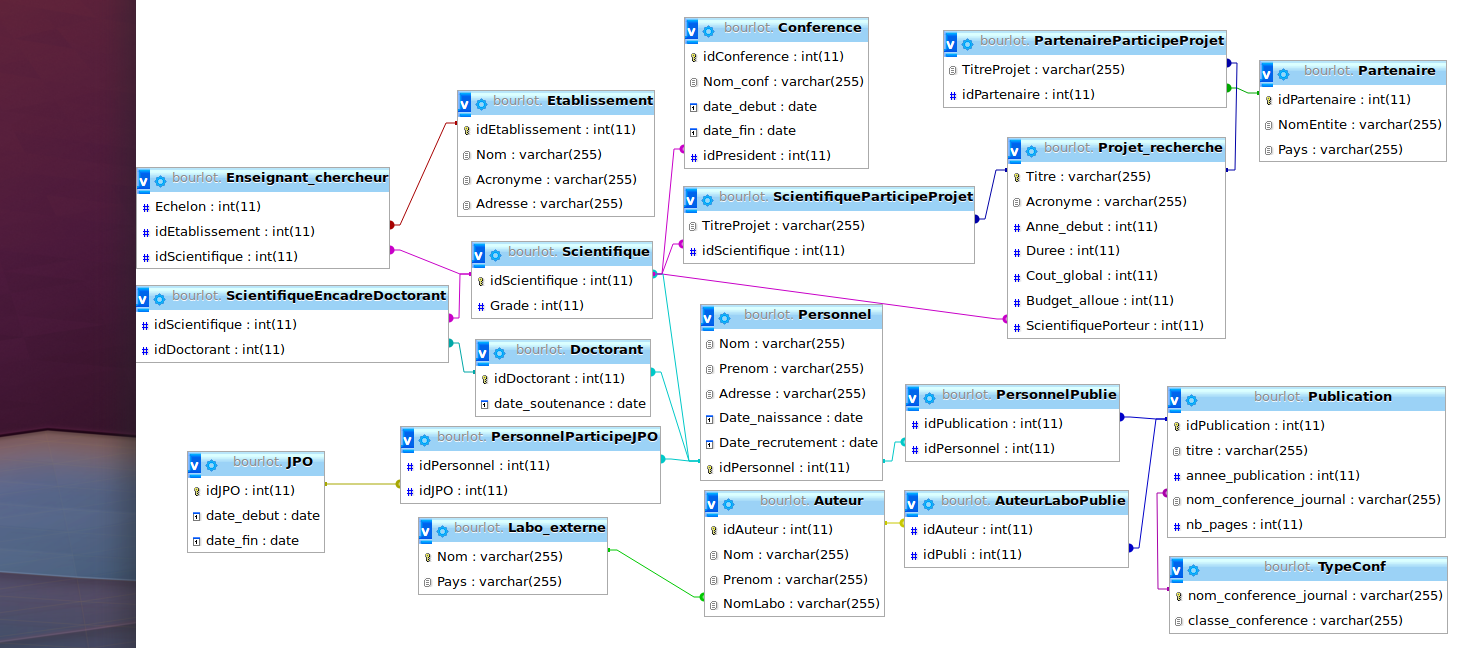 bourlot. Conference
idConference : int(11)
Nom_conf : varchar(255)
date_debut : date
date_fin : date
idPresident : int(11)
bourlot. PartenaireParticipeProjet
TitreProjet : varchar(255)
idPartenaire : int(11)
bourlot. Partenaire
idPartenaire : int(11)
NomEntite : varchar(255)
Pays : varchar(255)
bourlot. Etablissement
idEtablissement : int(11)
Nom : varchar(255)
Acronyme : varchar(255)
Adresse : varchar(255)
bourlot. Projet_recherche
Titre : varchar(255)
Acronyme : varchar(255)
Anne_debut : int(11)
Duree : int(11)
Cout_global : int(11)
Budget_alloue : int(11)
ScientifiquePorteur : int(11)
bourlot. Enseignant_chercheur
Echelon : int(11)
idEtablissement : int(11)
idScientifique : int(11)
bourlot. ScientifiqueParticipeProjet
TitreProjet : varchar(255)
idScientifique : int(11)
bourlot. Scientifique
idScientifique : int(11)
Grade : int(11)
bourlot. ScientifiqueEncadreDoctorant
idScientifique : int(11)
idDoctorant : int(11)
bourlot. Personnel
Nom : varchar(255)
Prenom : varchar(255)
Adresse : varchar(255)
Date_naissance : date
Date_recrutement : date
idPersonnel : int(11)
bourlot. Doctorant
idDoctorant : int(11)
date_soutenance : date
bourlot. PersonnelPublie
idPublication : int(11)
idPersonnel : int(11)
bourlot. Publication
idPublication : int(11)
titre : varchar(255)
annee_publication : int(11)
nom_conference_journal : varchar(255)
nb_pages : int(11)
bourlot. PersonnelParticipeJPO
idPersonnel : int(11)
idJPO : int(11)
bourlot. JPO
idJPO : int(11)
date_debut : date
date_fin : date
bourlot. Auteur
idAuteur : int(11)
Nom : varchar(255)
Prenom : varchar(255)
NomLabo : varchar(255)
bourlot. AuteurLaboPublie
idAuteur : int(11)
idPubli : int(11)
bourlot. Labo_externe
Nom : varchar(255)
Pays : varchar(255)
bourlot. TypeConf
nom_conference_journal : varchar(255)
classe_conference : varchar(255)